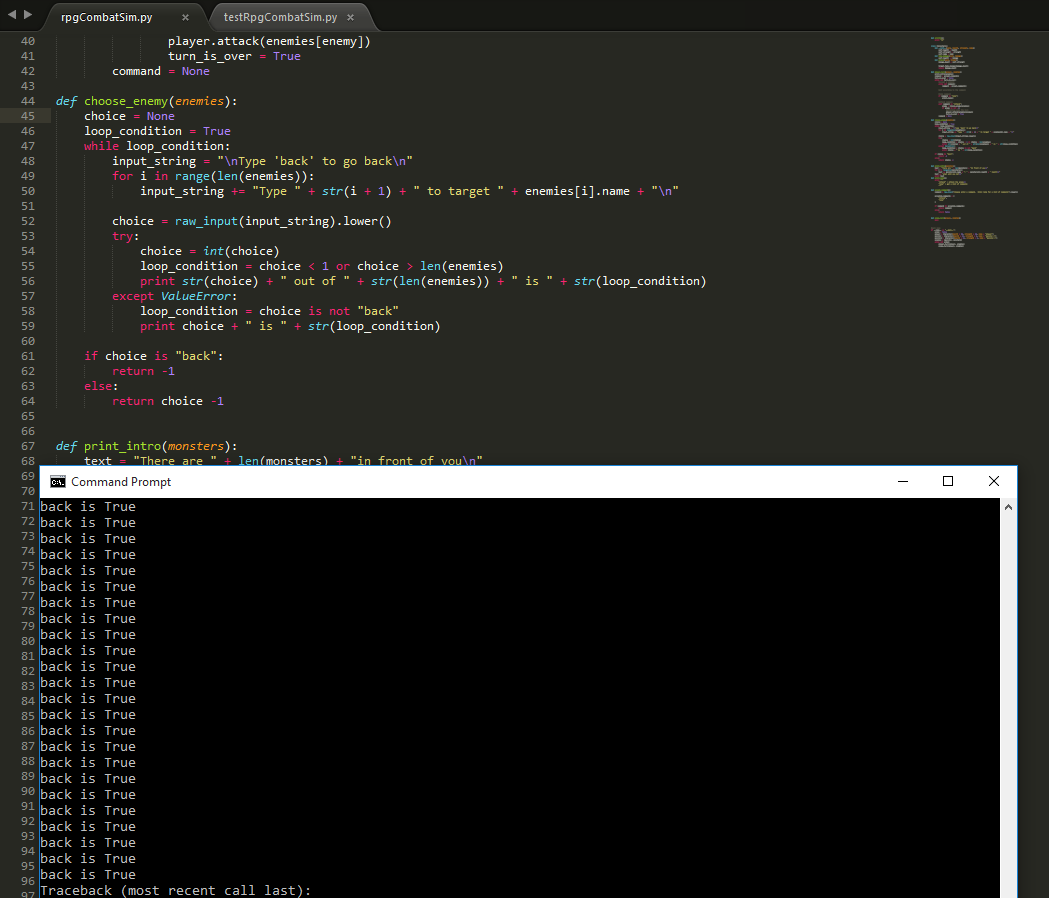 rpgCombatSim.py × testRpgCombatSim.py ×
40 player.attack(enemies[enemy])
41 turn_is_over = True
42 command = None
43
44 def choose_enemy(enemies):
45 choice = None
46 loop_condition = True
47 while loop_condition:
48 input_string = "\nType 'back' to go back\n"
49 for i in range(len(enemies)):
50 input_string += "Type " + str(i + 1) + " to target " + enemies[i].name + "\n"
51
52 choice = raw_input(input_string).lower()
53 try:
54 choice = int(choice)
55 loop_condition = choice < 1 or choice > len(enemies)
56 print str(choice) + " out of " + str(len(enemies)) + " is " + str(loop_condition)
57 except ValueError:
58 loop_condition = choice is not "back"
59 print choice + " is " + str(loop_condition)
60
61 if choice is "back":
62 return -1
63 else:
64 return choice -1
65
66
67 def print_intro(monsters):
68 text = "There are " + len(monsters) + "in front of you\n"
69 Command Prompt
70
71 back is True
72 back is True
73 back is True
74 back is True
75 back is True
76 back is True
77 back is True
78 back is True
79 back is True
80 back is True
81 back is True
82 back is True
83 back is True
84 back is True
85 back is True
86 back is True
87 back is True
88 back is True
89 back is True
90 back is True
91 back is True
92 back is True
93 back is True
94 back is True
95
96
97 Traceback (most recent call last):